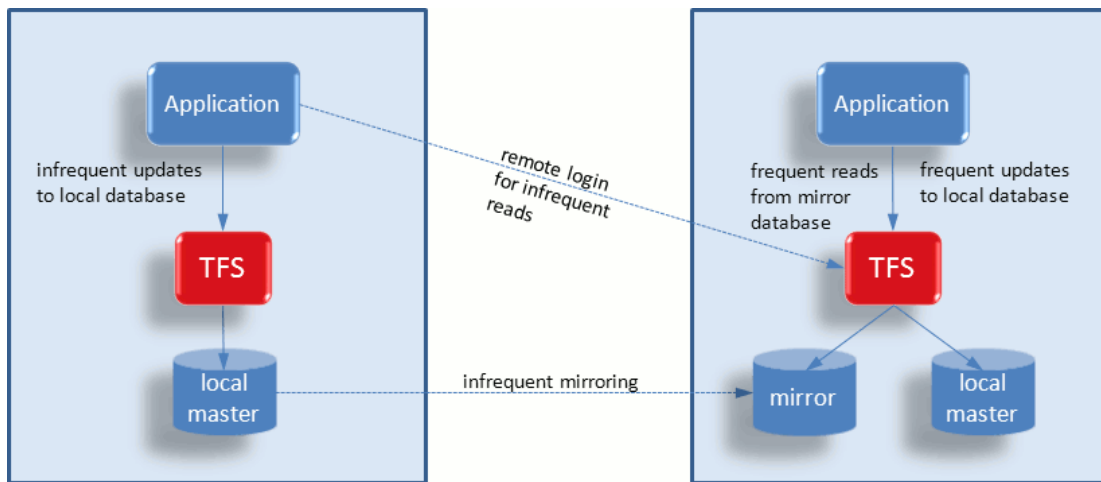 Application
infrequent updates
to local database
TFS
local
master
remote login
for infrequent
reads
infrequent mirroring
Application
frequent reads
from mirror
database
frequent updates
to local database
TFS
mirror
local
master